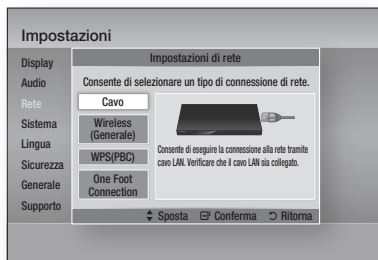 Impostazioni
Display
Audio
Rete
Sistema
Lingua
Sicurezza
Generale
Supporto
Impostazioni di rete
Consente di selezionare un tipo di connessione di rete.
Cavo
Wireless
(Generale)
WPS(PBC)
One Foot
Connection
Consente di eseguire la connessione alla rete tramite
cavo LAN. Verificare che il cavo LAN sia collegato.
Sposta Conferma Ritorna